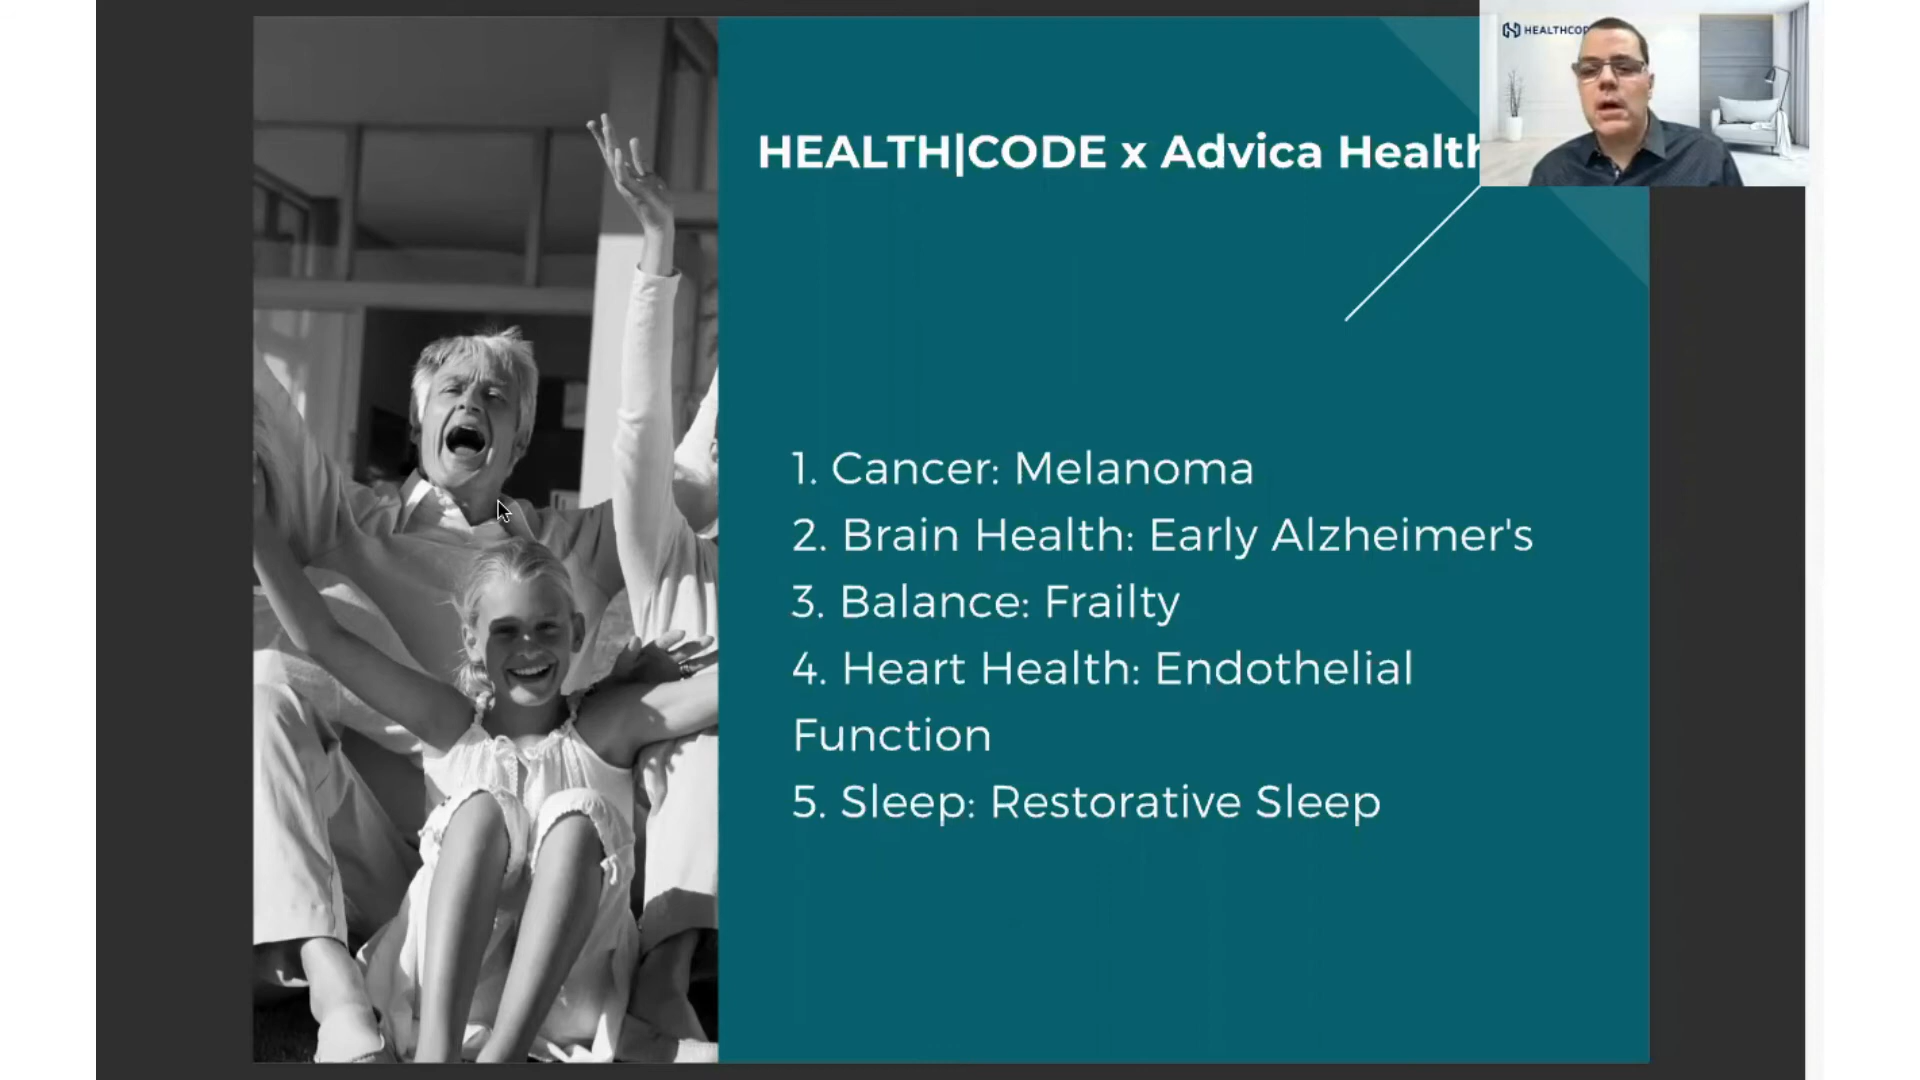 HEALTH|CODE x Advica Health
HEALTHCOD
1. Cancer: Melanoma
2. Brain Health: Early Alzheimer's
3. Balance: Frailty
4. Heart Health: Endothelial
Function
5. Sleep: Restorative Sleep